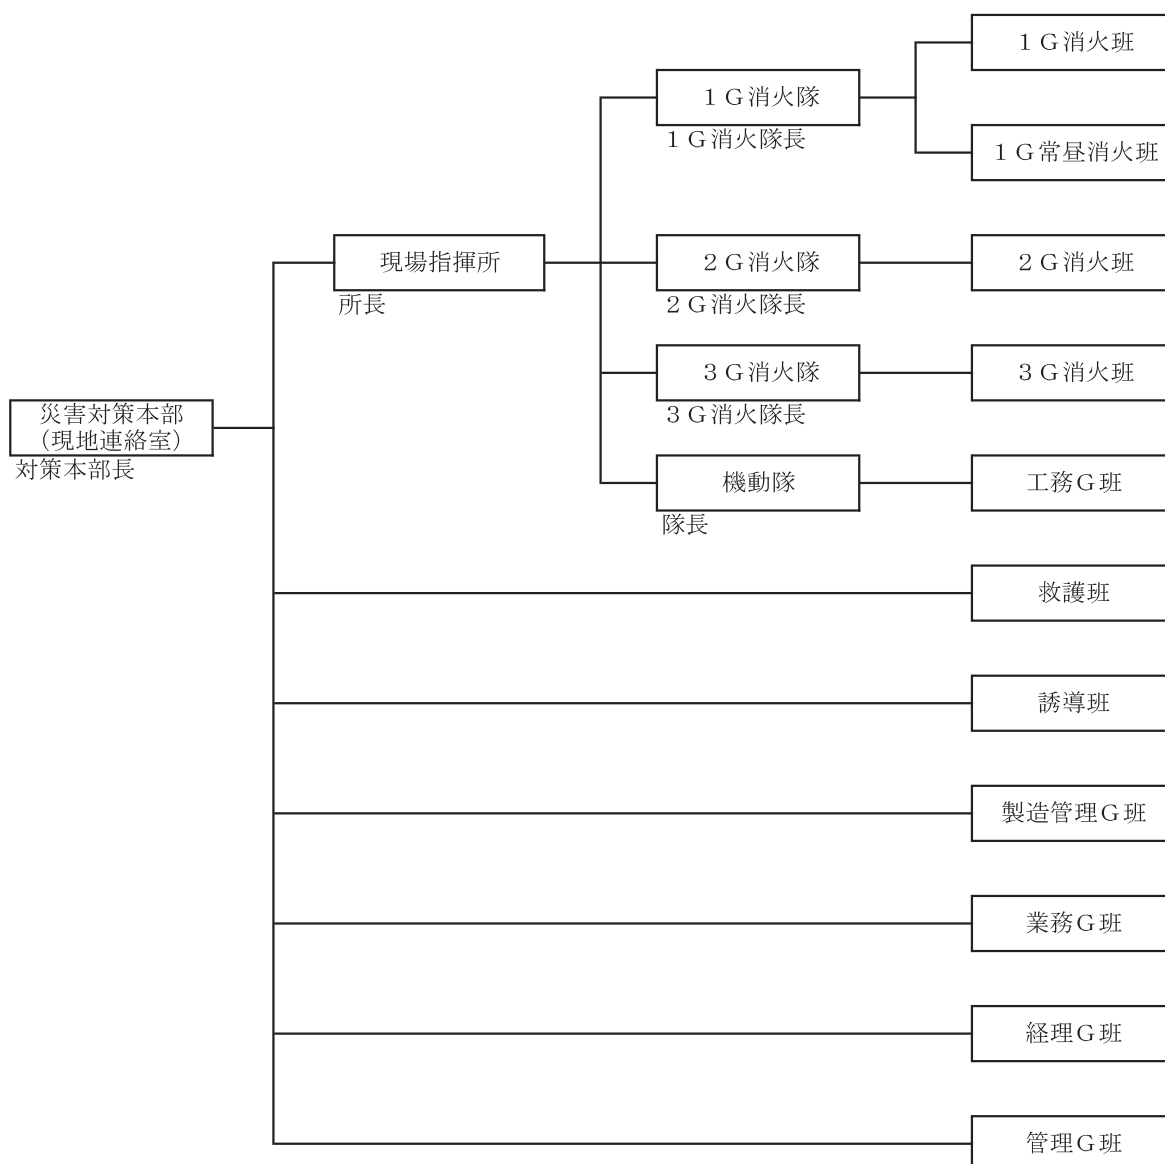 １Ｇ消火班
１Ｇ消火隊
１Ｇ消火隊長
１Ｇ常昼消火班
現場指揮所
所長
２Ｇ消火隊
２Ｇ消火隊長
２Ｇ消火班
３Ｇ消火隊
３Ｇ消火隊長
３Ｇ消火班
災害対策本部
（現地連絡室）
対策本部長
機動隊
隊長
工務Ｇ班
救護班
誘導班
製造管理Ｇ班
業務Ｇ班
経理Ｇ班
管理Ｇ班